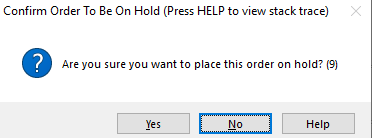 Confirm Order To Be On Hold (Press HELP to view stack trace)
Are you sure you want to place this order on hold? (9)
Yes
No
Help